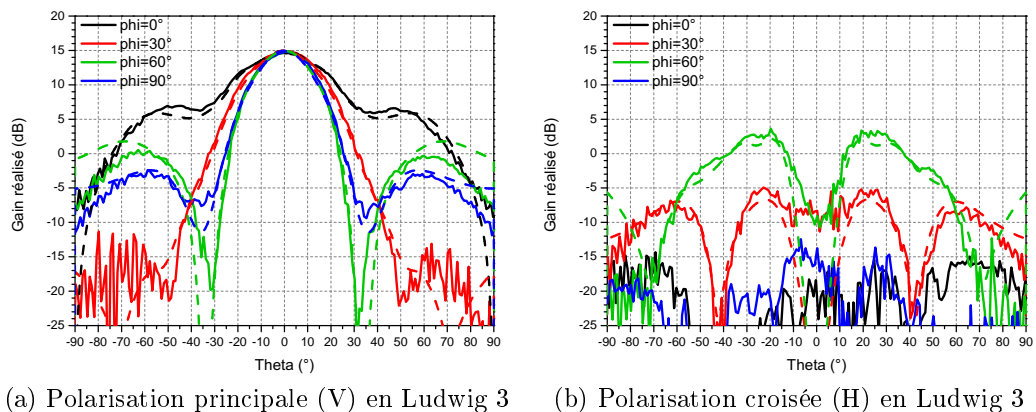 20
15
10
5
0
-5
-10
-15
-20
-25
Gain réalisé (dB)
phi=0°
phi=30°
phi=60°
phi=90°
-90 -80 -70 -60 -50 -40 -30 -20 -10 0 10 20 30 40 50 60 70 80 90
Theta (°)
(a) Polarisation principale (V) en Ludwig 3
20
15
10
5
0
-5
-10
-15
-20
-25
Gain réalisé (dB)
phi=0°
phi=30°
phi=60°
phi=90°
-90 -80 -70 -60 -50 -40 -30 -20 -10 0 10 20 30 40 50 60 70 80 90
Theta (°)
(b) Polarisation croisée (H) en Ludwig 3